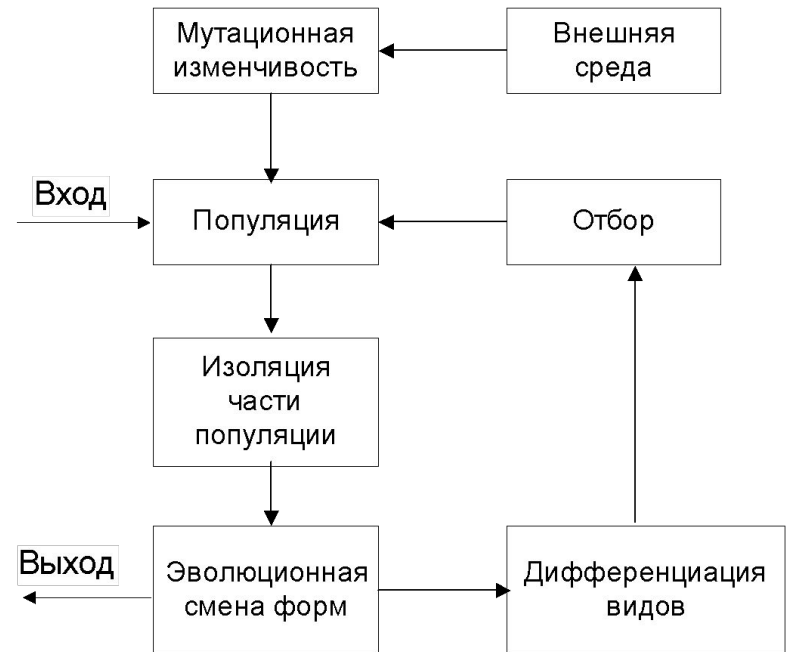 Мутационная
изменчивость
Внешняя
среда
Вход
Популяция
Отбор
Изоляция
части
популяции
Выход
Эволюционная
смена форм
Дифференциация
видов